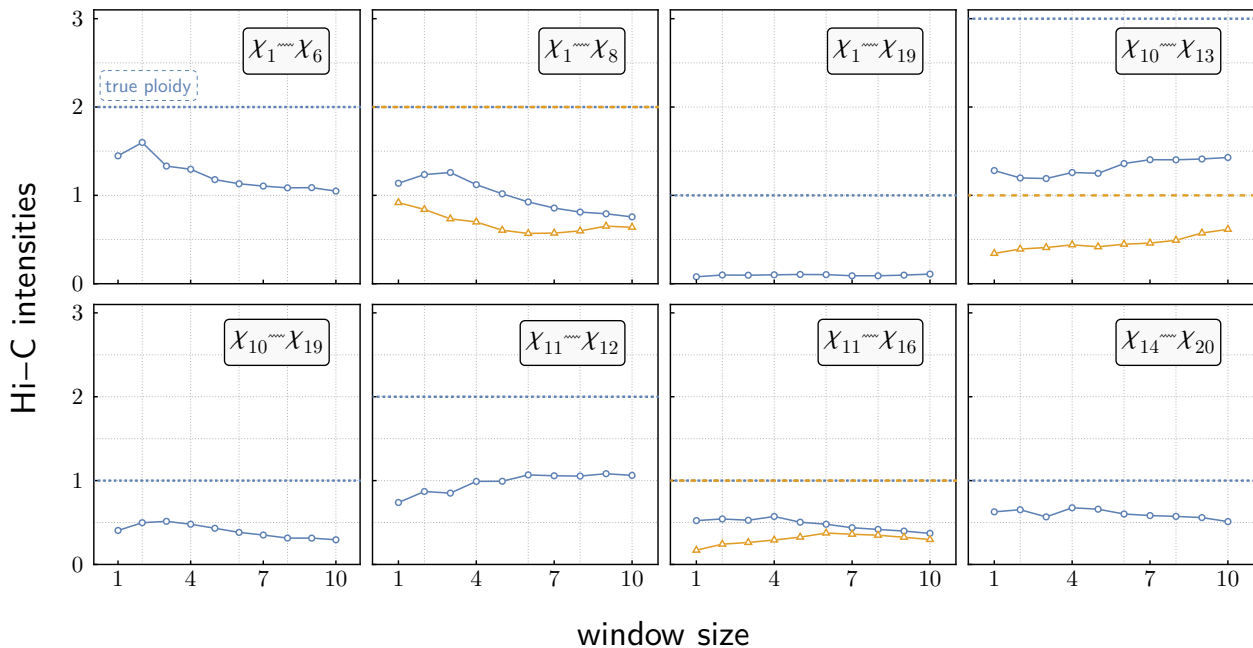 3
2
1
0
true ploidy
χ1 ~~~ χ6
χ1 ~~~ χ8
χ1 ~~~ χ19
χ10 ~~~ χ13
3
2
1
0
χ10 ~~~ χ19
χ11 ~~~ χ12
χ11 ~~~ χ16
χ14 ~~~ χ20
1 4 7 10
1 4 7 10
1 4 7 10
1 4 7 10
Hi−C intensities
window size